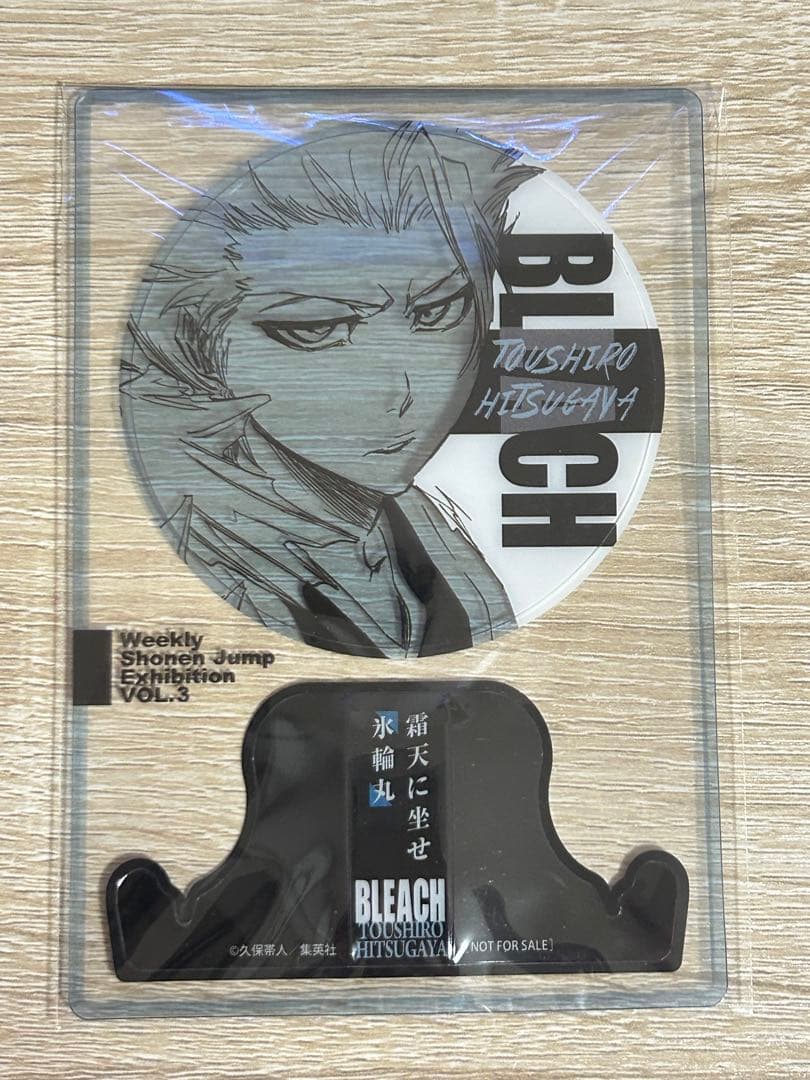 BLEACH
TOUSHIRO
HITSUGAYA
Weekly
Shonen Jump
Exhibition
VOL.3
霜天に坐せ
氷輪丸
BLEACH
TOUSHIRO
HITSUGAYA
©久保帯人／集英社
[NOT FOR SALE]